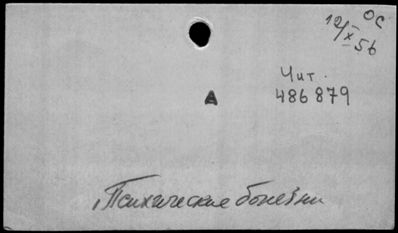 ОС
12/X 56
Чит.
486879
А
Психические болезни